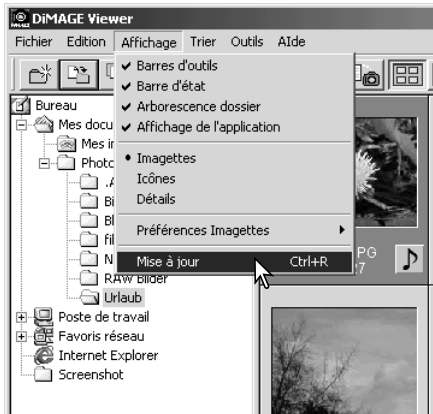 DiMAGE Viewer
Fichier Edition Affichage Trier Outils AIde
Barres d'outils
Barre d'état
Arborescence dossier
Affichage de l'application
Imagettes
Icônes
Détails
Préférences Imagettes
Mise à jour Ctrl+R
Bureau
Mes docu
Mes ir
Photo
.A
Bi
Bl
fil
N
RAW Bilder
Urlaub
Poste de travail
Favoris réseau
Internet Explorer
Screenshot
PG
27